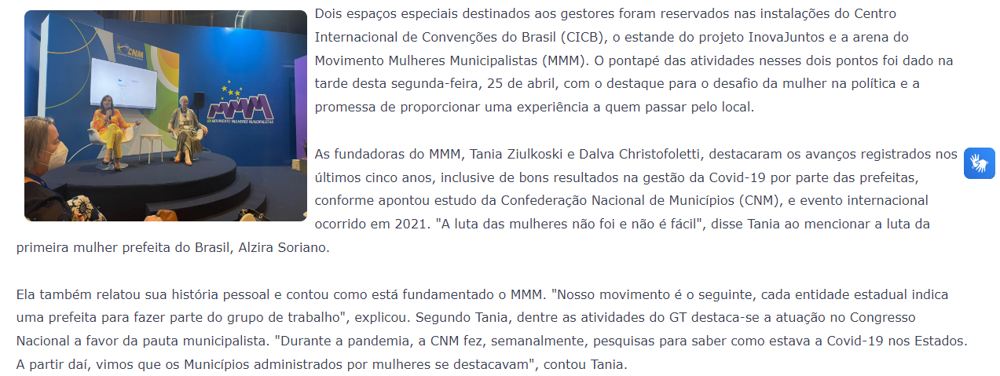 CNM
MMM
MOVIMENTO MULHERES MUNICIPALISTAS
Dois espaços especiais destinados aos gestores foram reservados nas instalações do Centro
Internacional de Convenções do Brasil (CICB), o estande do projeto InovaJuntos e a arena do
Movimento Mulheres Municipalistas (MMM). O pontapé das atividades nesses dois pontos foi dado na
tarde desta segunda-feira, 25 de abril, com o destaque para o desafio da mulher na política e a
promessa de proporcionar uma experiência a quem passar pelo local.
As fundadoras do MMM, Tania Ziulkoski e Dalva Christofoletti, destacaram os avanços registrados nos
últimos cinco anos, inclusive de bons resultados na gestão da Covid-19 por parte das prefeitas,
conforme apontou estudo da Confederação Nacional de Municípios (CNM), e evento internacional
ocorrido em 2021. "A luta das mulheres não foi e não é fácil", disse Tania ao mencionar a luta da
primeira mulher prefeita do Brasil, Alzira Soriano.
Ela também relatou sua história pessoal e contou como está fundamentado o MMM. "Nosso movimento é o seguinte, cada entidade estadual indica
uma prefeita para fazer parte do grupo de trabalho", explicou. Segundo Tania, dentre as atividades do GT destaca-se a atuação no Congresso
Nacional a favor da pauta municipalista. "Durante a pandemia, a CNM fez, semanalmente, pesquisas para saber como estava a Covid-19 nos Estados.
A partir daí, vimos que os Municípios administrados por mulheres se destacavam", contou Tania.